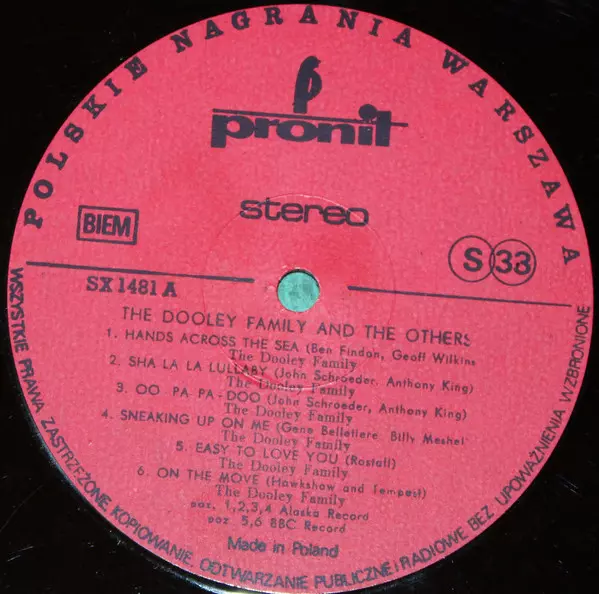 POLSKIE NAGRANIA WARSZAWA
pronit
stereo
BIEM
S 33
SX 1481 A
THE DOOLEY FAMILY AND THE OTHERS
1. HANDS ACROSS THE SEA (Ben Findon, Geoff Wilkins
The Dooley Family
2. SHA LA LA LULLABY (John Schroeder, Anthony King)
The Dooley Family
3. OO PA PA-DOO (John Schroeder, Anthony King)
The Dooley Family
4. SNEAKING UP ON ME (Gene Belletiere Billy Meshel
The Dooley Family
5. EASY TO LOVE YOU (Rostall)
The Dooley Family
6. ON THE MOVE (Hawkshaw and Tempest)
The Dooley Family
poz. 1,2,3,4 Alaska Record
poz 5,6 BBC Record
Made in Poland
WSZYSTKIE PRAWA ZASTRZEŻONE. KOPIOWANIE. ODTWARZANIE PUBLICZNE I RADIOWE BEZ UPOWAŻNIENIA WZBRONIONE